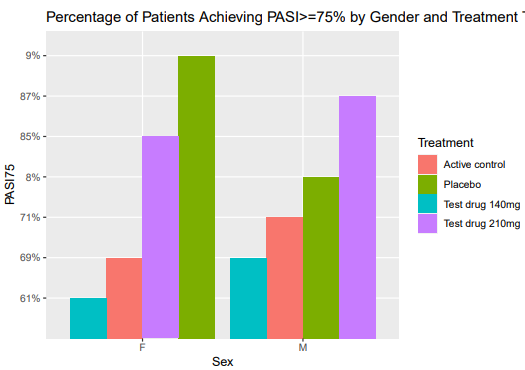 Percentage of Patients Achieving PASI>=75% by Gender and Treatment T
9%
87%
85%
8%
71%
69%
61%
PASI75
F
M
Sex
Treatment
Active control
Placebo
Test drug 140mg
Test drug 210mg